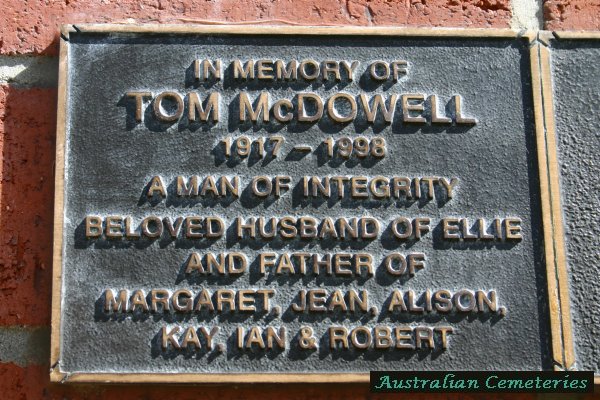 IN MEMORY OF
TOM McDOWELL
1917 – 1998
A MAN OF INTEGRITY
BELOVED HUSBAND OF ELLIE
AND FATHER OF
MARGARET, JEAN, ALISON,
KAY, IAN & ROBERT
Australian Cemeteries